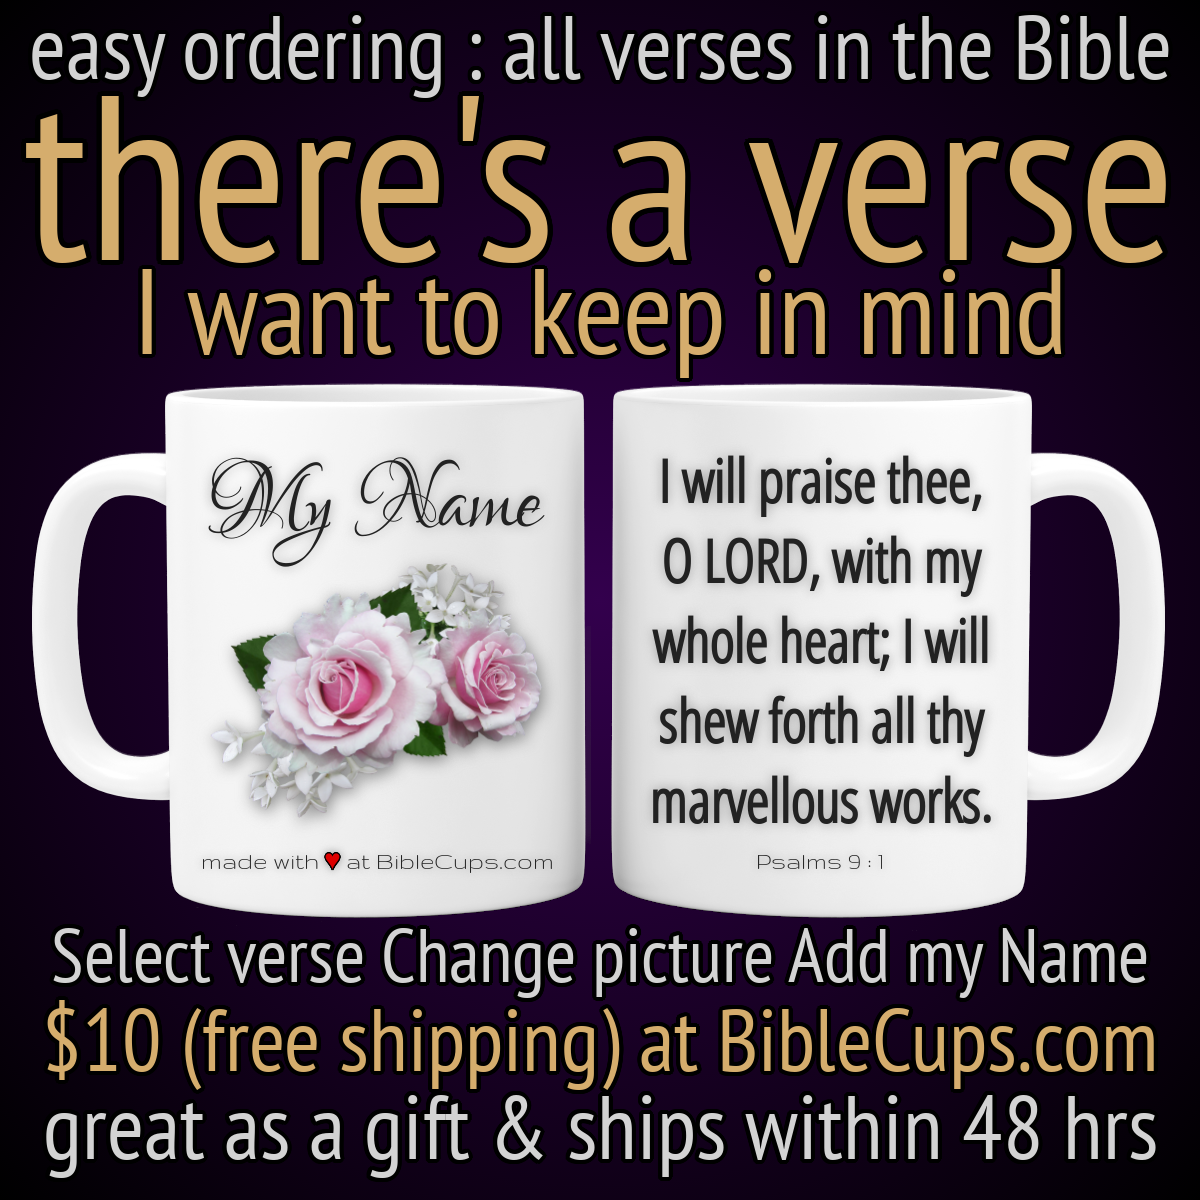 easy ordering : all verses in the Bible
there's a verse
I want to keep in mind
My Name
made with ❤ at BibleCups.com
I will praise thee,
O LORD, with my
whole heart; I will
shew forth all thy
marvellous works.
Psalms 9:1
Select verse Change picture Add my Name
$10 (free shipping) at BibleCups.com
great as a gift & ships within 48 hrs